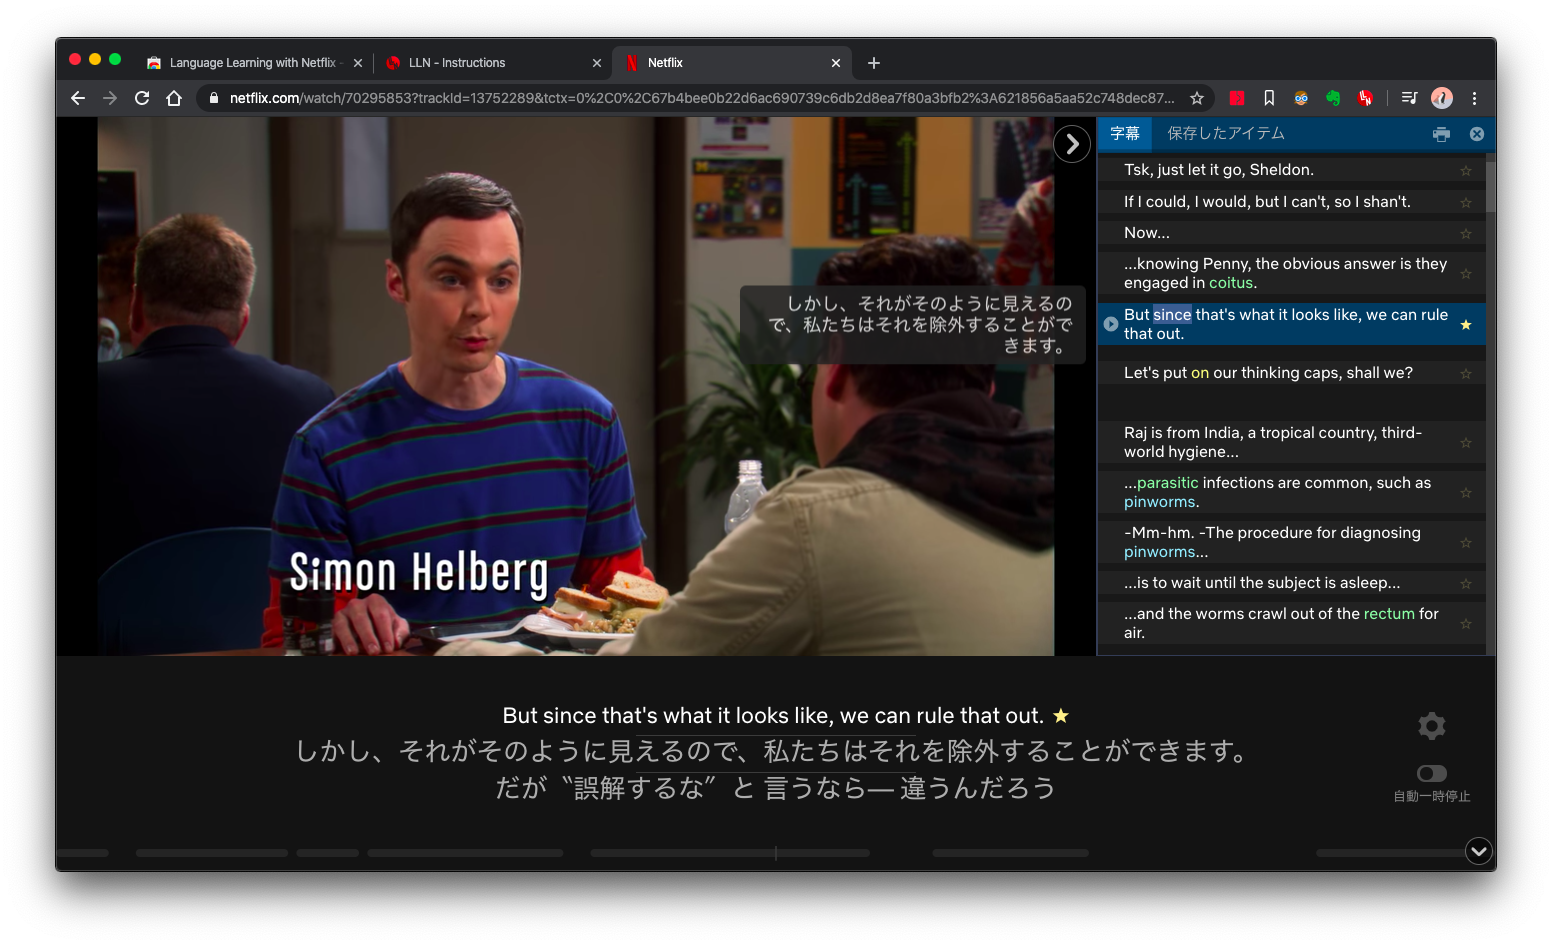 Language Learning with Netflix -
LLN - Instructions
Netflix
netflix.com/watch/70295853?trackId=13752289&tctx=0%2C0%2C67b4bee0b22d6ac690739c6db2d8ea7f80a3bfb2%3A621856a5aa52c748dec87...
字幕
保存したアイテム
Tsk, just let it go, Sheldon.
If I could, I would, but I can't, so I shan't.
Now...
...knowing Penny, the obvious answer is they
engaged in coitus.
But since that's what it looks like, we can rule
that out.
Let's put on our thinking caps, shall we?
Raj is from India, a tropical country, third-
world hygiene...
...parasitic infections are common, such as
pinworms.
-Mm-hm. -The procedure for diagnosing
pinworms...
...is to wait until the subject is asleep...
...and the worms crawl out of the rectum for
air.
しかし、それがそのように見えるの
で、私たちはそれを除外することがで
きます。
Simon Helberg
But since that's what it looks like, we can rule that out.
しかし、それがそのように見えるので、私たちはそれを除外することができます。
だが〝誤解するな〟と 言うなら― 違うんだろう
自動一時停止